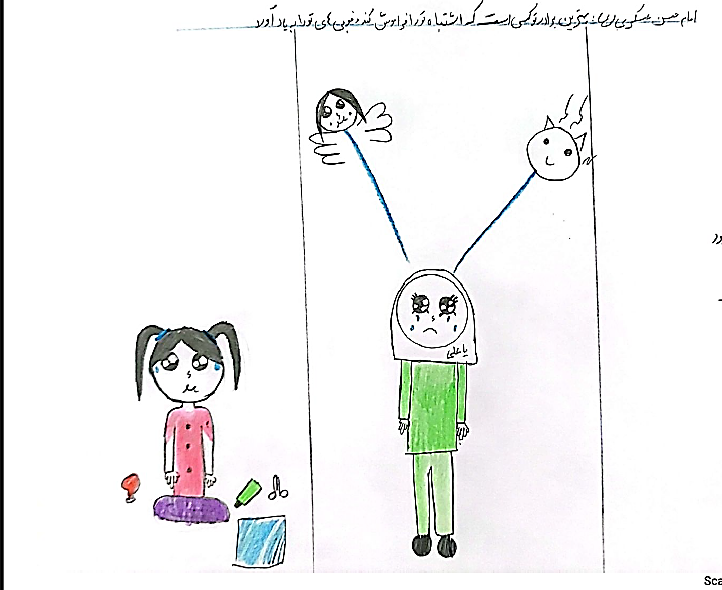 امام حسن عسکری بهترین برادر تو کسی است که اشتباه تو را فراموش کند و خوبی های تو را به یاد آورد
یا علی
Sca